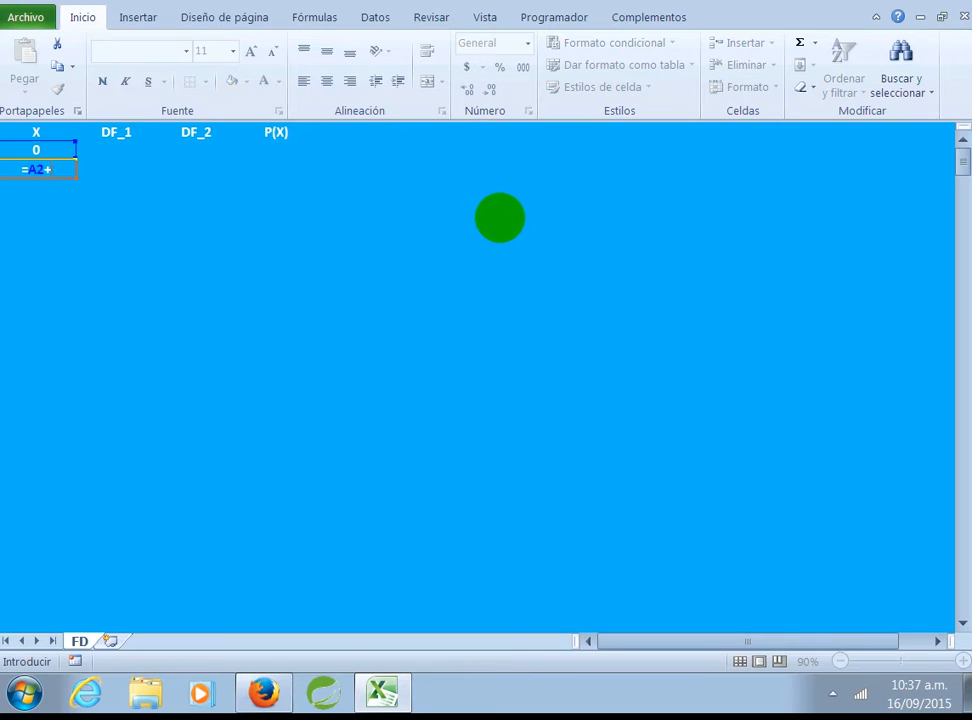 Archivo Inicio Insertar Diseño de página Fórmulas Datos Revisar Vista Programador Complementos
Pegar
Portapapeles
11
N K S A
Fuente
Alineación
General
$ % 000
Número
Formato condicional
Dar formato como tabla
Estilos de celda
Estilos
Insertar
Eliminar
Formato
Celdas
Σ
Ordenar
y filtrar
Buscar y
seleccionar
Modificar
X DF_1 DF_2 P(X)
0
=A2+
FD
Introducir 90%
10:37 a.m.
16/09/2015